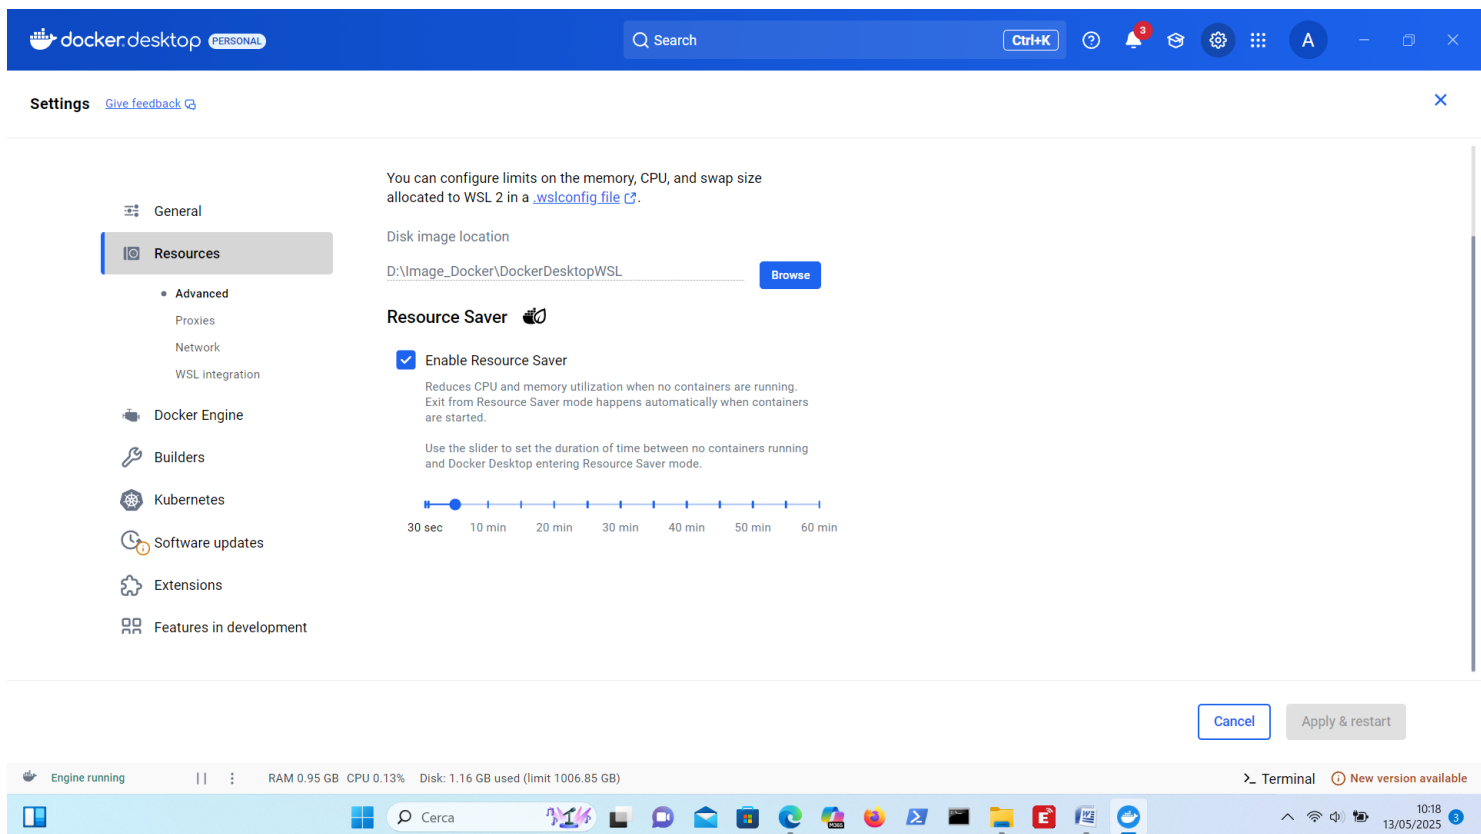 docker.desktop PERSONAL
Search
Ctrl+K
3
A
Settings
Give feedback
You can configure limits on the memory, CPU, and swap size
allocated to WSL 2 in a .wslconfig file.
Disk image location
D:\Image_Docker\DockerDesktopWSL
Browse
Resource Saver
Enable Resource Saver
Reduces CPU and memory utilization when no containers are running.
Exit from Resource Saver mode happens automatically when containers
are started.
Use the slider to set the duration of time between no containers running
and Docker Desktop entering Resource Saver mode.
30 sec 10 min 20 min 30 min 40 min 50 min 60 min
General
Resources
Advanced
Proxies
Network
WSL integration
Docker Engine
Builders
Kubernetes
Software updates
Extensions
Features in development
Cancel
Apply & restart
Engine running
RAM 0.95 GB CPU 0.13% Disk: 1.16 GB used (limit 1006.85 GB)
Terminal
New version available
Cerca
M365
E
W
10:18
13/05/2025
3